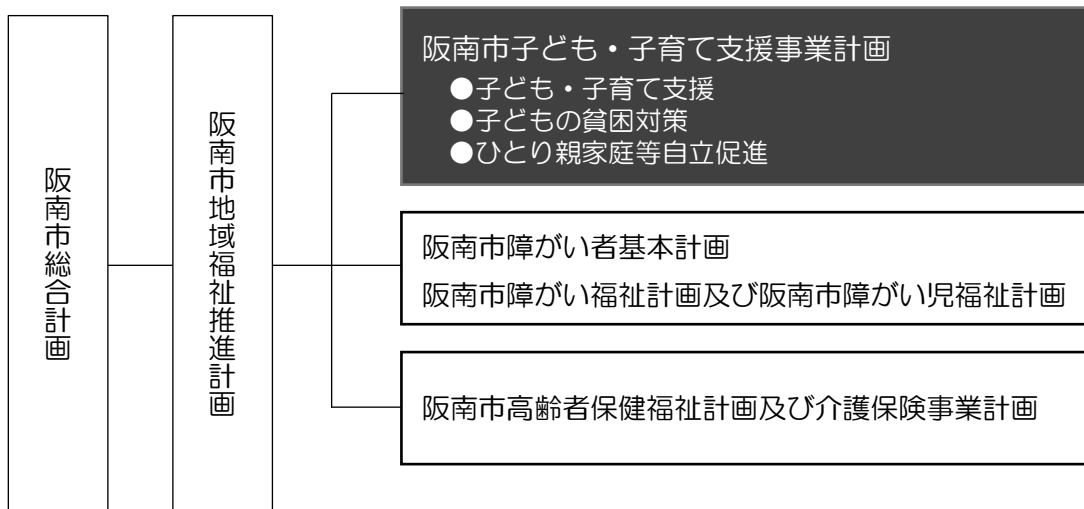 阪南市総合計画
阪南市地域福祉推進計画
阪南市子ども・子育て支援事業計画
●子ども・子育て支援
●子どもの貧困対策
●ひとり親家庭等自立促進
阪南市障がい者基本計画
阪南市障がい福祉計画及び阪南市障がい児福祉計画
阪南市高齢者保健福祉計画及び介護保険事業計画